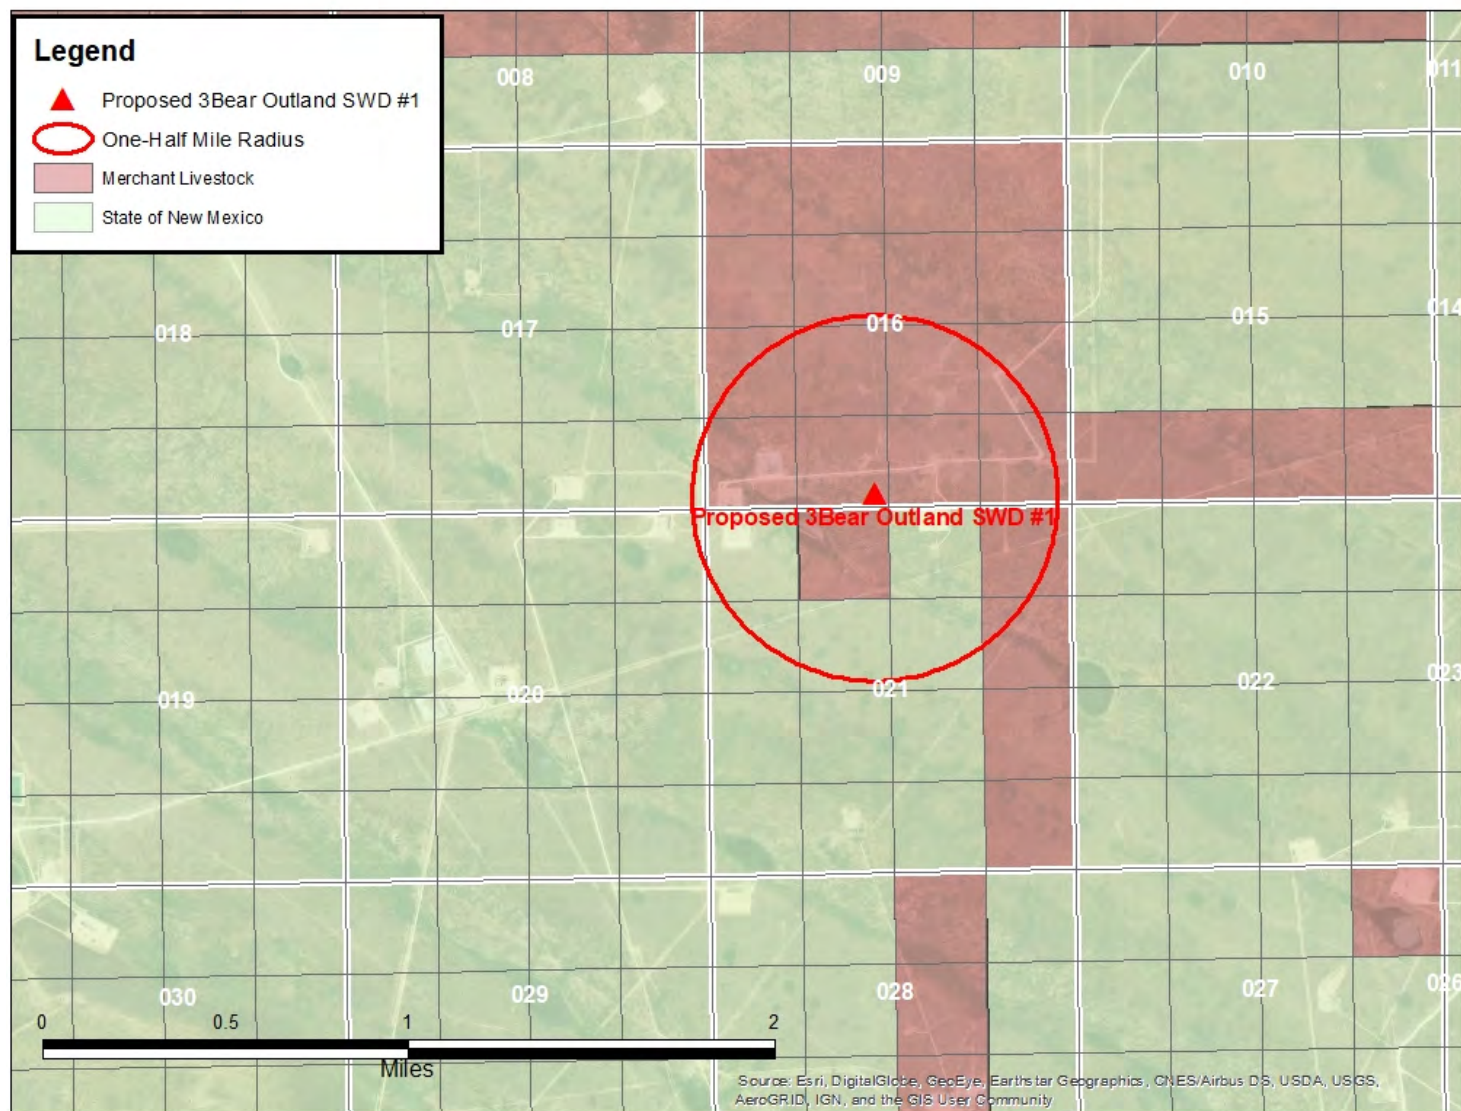 Legend
Proposed 3Bear Outland SWD #1
One-Half Mile Radius
Merchant Livestock
State of New Mexico
008
009
010
011
018
017
016
015
014
Proposed 3Bear Outland SWD #1
019
020
021
022
023
030
029
028
027
026
0
0.5
1
2
Miles
Source: Esri, DigitalGlobe, GeoEye, Earthstar Geographics, CNES/Airbus DS, USDA, USGS,
AeroGRID, IGN, and the GIS User Community